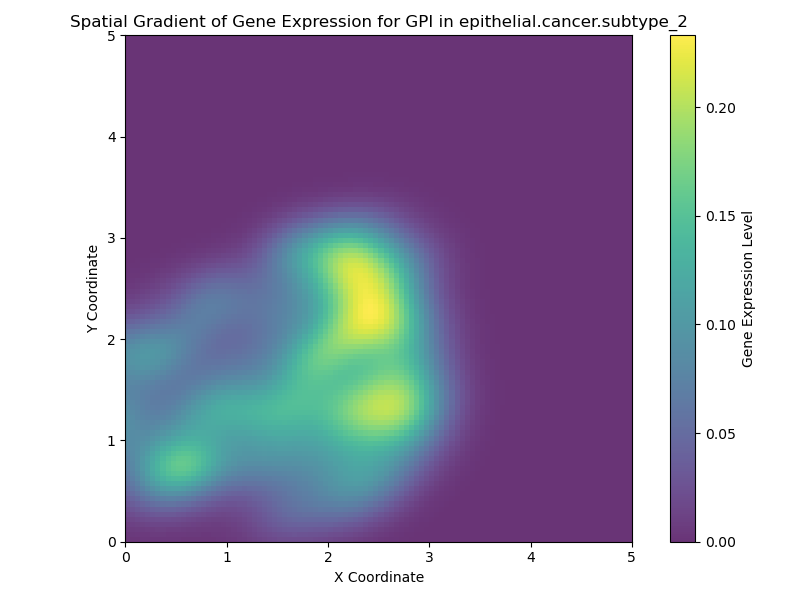 Spatial Gradient of Gene Expression for GPI in epithelial.cancer.subtype_2
5
4
3
2
1
0
Y Coordinate
0 1 2 3 4 5
X Coordinate
0.20
0.15
0.10
0.05
0.00
Gene Expression Level